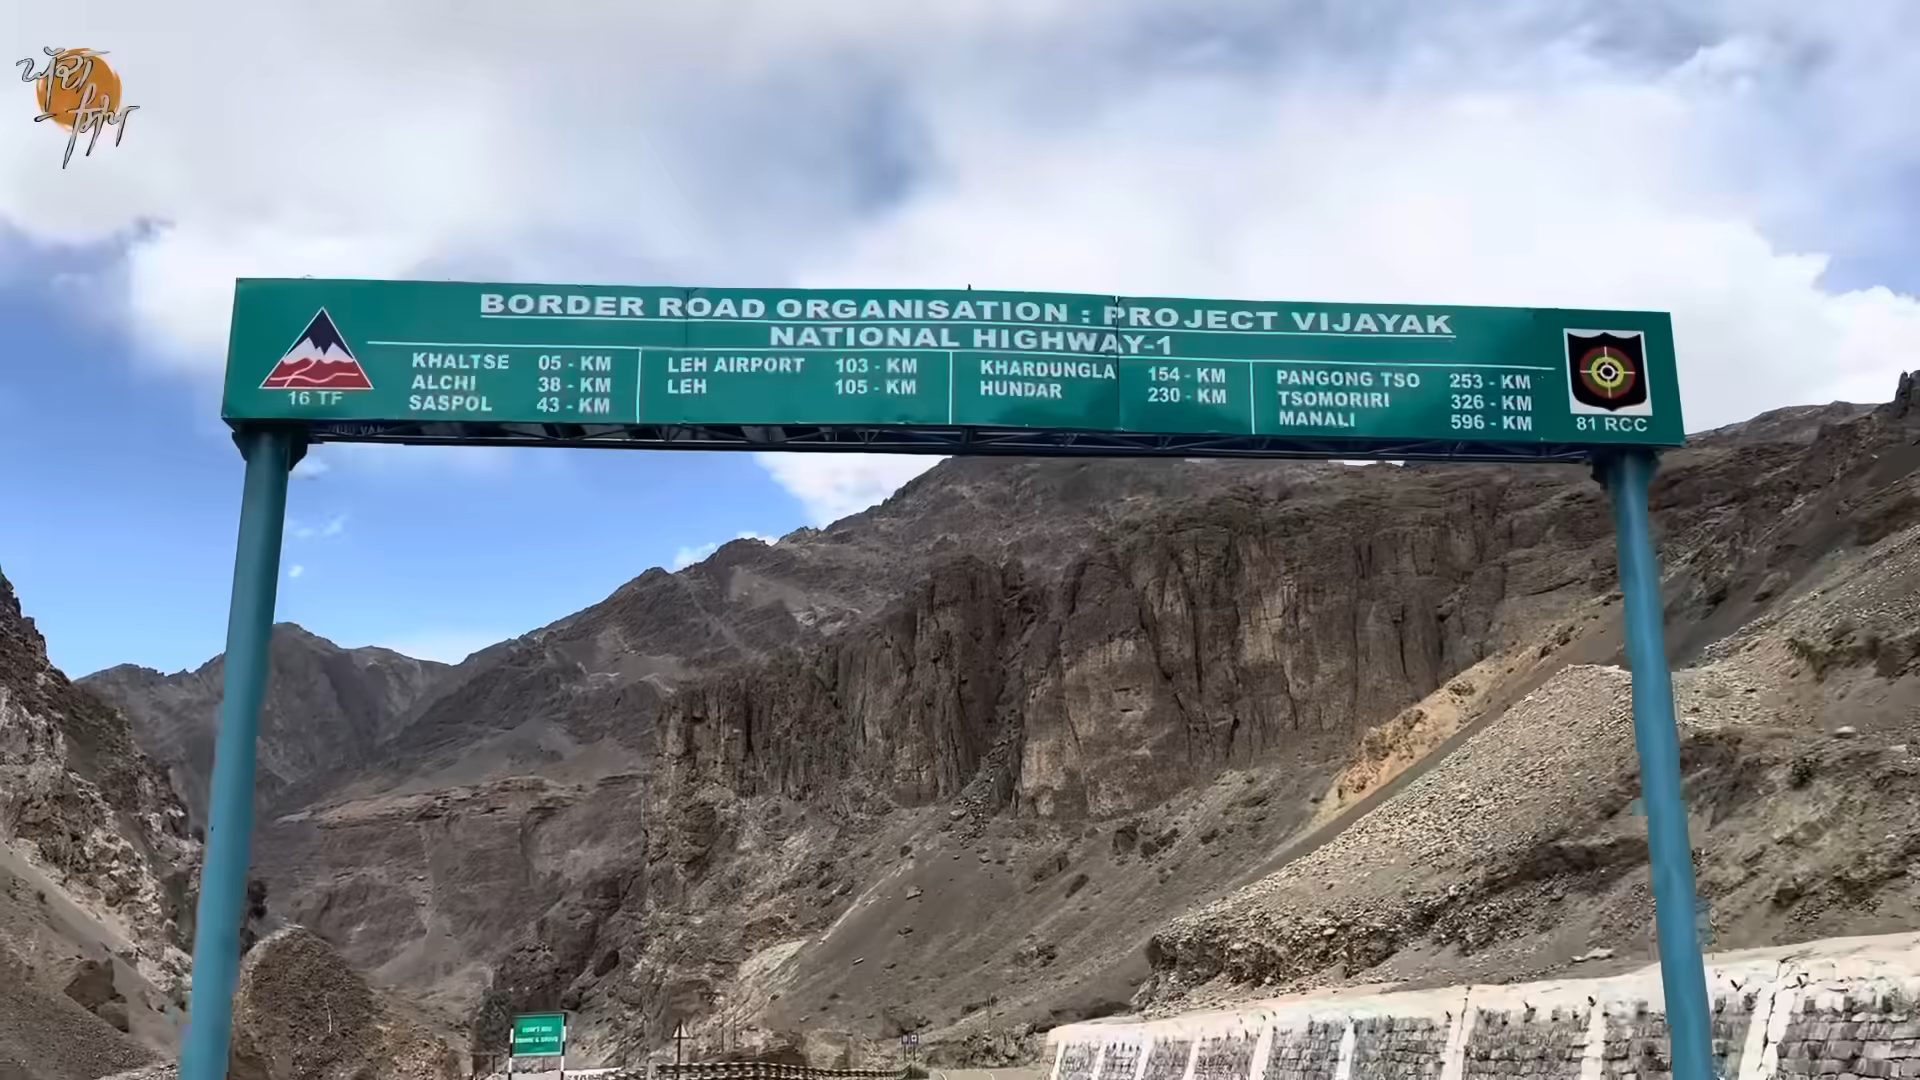 BORDER ROAD ORGANISATION : PROJECT VIJAYAK
NATIONAL HIGHWAY-1
KHALTSE 05 - KM
ALCHI 38 - KM
SASPOL 43 - KM
LEH AIRPORT 103 - KM
LEH 105 - KM
KHARDUNGLA 154 - KM
HUNDAR 230 - KM
PANGONG TSO 253 - KM
TSOMORIRI 326 - KM
MANALI 596 - KM
16 TF
81 RCC